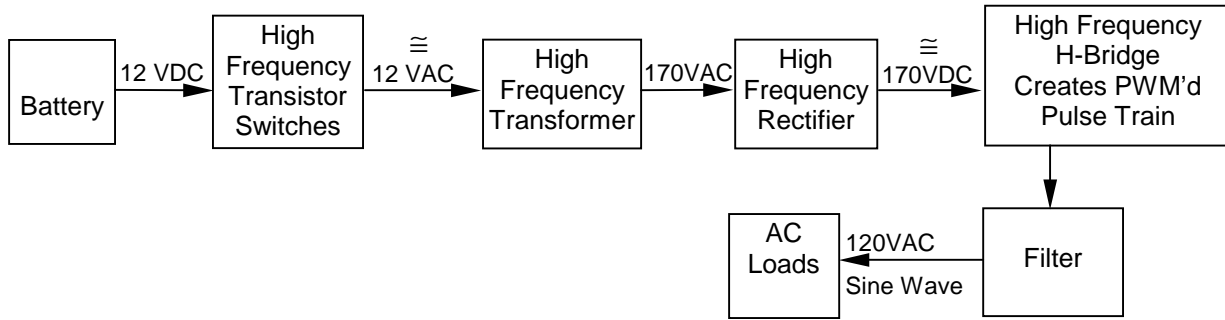 Battery
12 VDC
High
Frequency
Transistor
Switches
≅
12 VAC
High
Frequency
Transformer
170VAC
High
Frequency
Rectifier
≅
170VDC
High Frequency
H-Bridge
Creates PWM’d
Pulse Train
Filter
120VAC
Sine Wave
AC
Loads